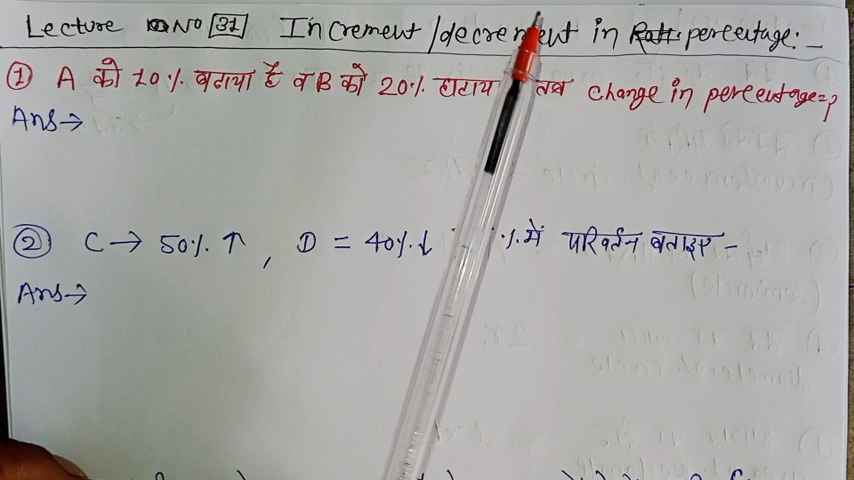 Lecture No 31 Increment/decrement in percentage:-
① A को 10% बढाया है व B को 20% हाटाया तब change in percentage=?
Ans→
② C → 50%↑, D = 40%↓ % में परिवर्तन बताइए -
Ans→